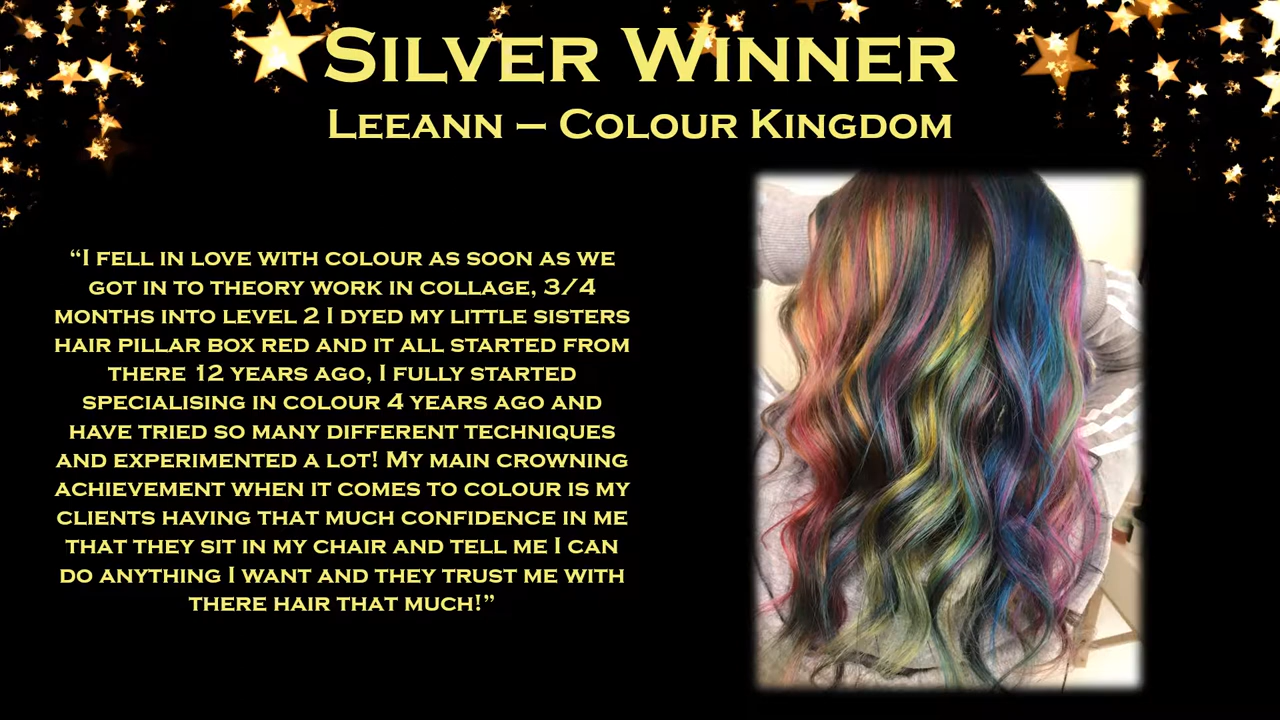 Silver Winner
Leeann – Colour Kingdom
“I fell in love with colour as soon as we
got in to theory work in collage, 3/4
months into level 2 I dyed my little sisters
hair pillar box red and it all started from
there 12 years ago, I fully started
specialising in colour 4 years ago and
have tried so many different techniques
and experimented a lot! My main crowning
achievement when it comes to colour is my
clients having that much confidence in me
that they sit in my chair and tell me I can
do anything I want and they trust me with
there hair that much!”